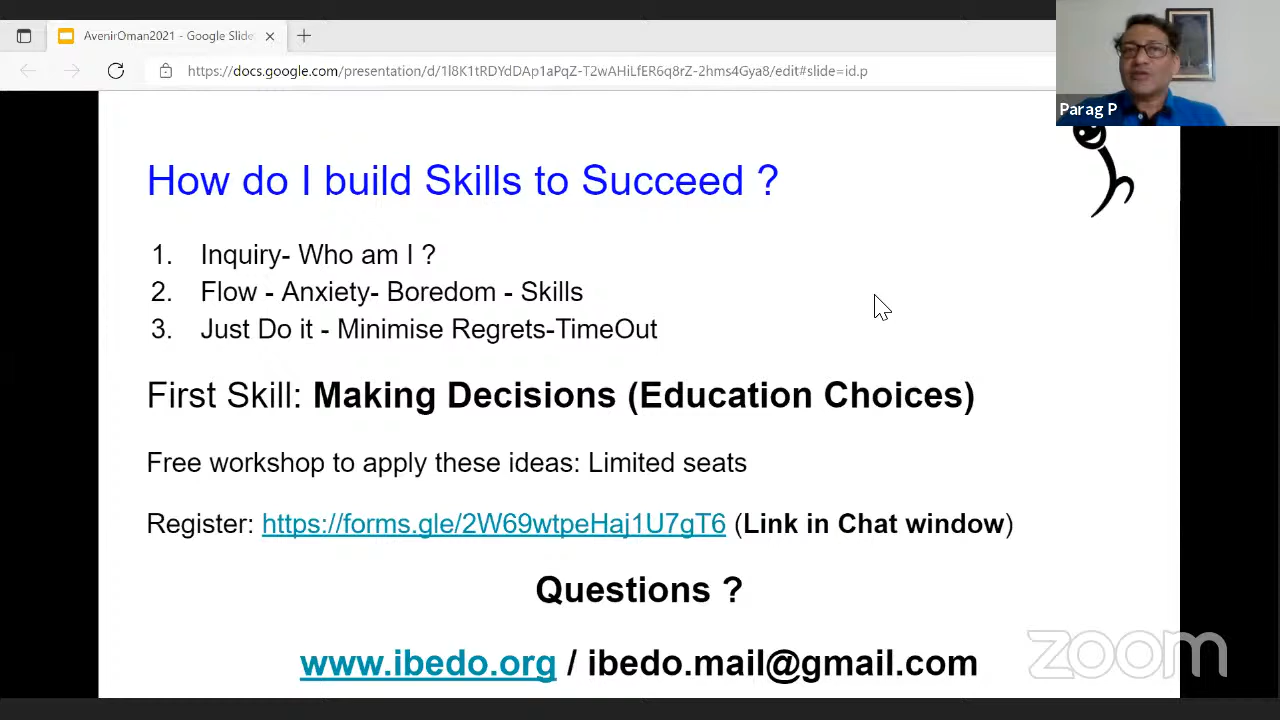 AvenirOman2021 - Google Slide
https://docs.google.com/presentation/d/1l8K1tRDYdDAp1aPqZ-T2wAHiLfER6q8rZ-2hms4Gya8/edit#slide=id.p
Parag P
How do I build Skills to Succeed ?
1. Inquiry- Who am I ?
2. Flow - Anxiety- Boredom - Skills
3. Just Do it - Minimise Regrets-TimeOut
First Skill: Making Decisions (Education Choices)
Free workshop to apply these ideas: Limited seats
Register: https://forms.gle/2W69wtpeHaj1U7gT6 (Link in Chat window)
Questions ?
www.ibedo.org / ibedo.mail@gmail.com
zoom